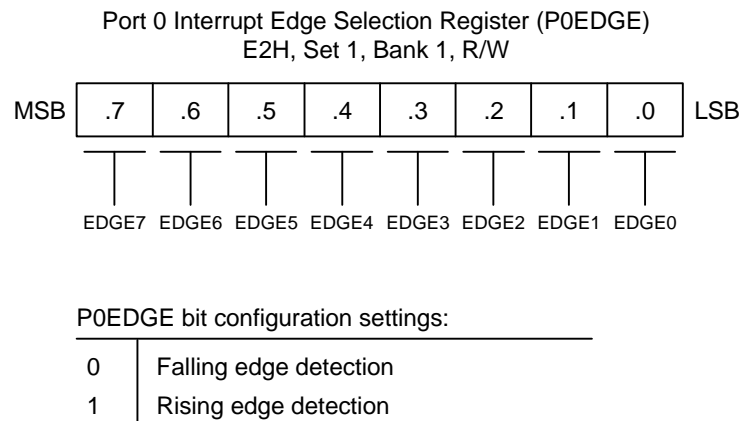 Port 0 Interrupt Edge Selection Register (P0EDGE)
E2H, Set 1, Bank 1, R/W
MSB .7 .6 .5 .4 .3 .2 .1 .0 LSB
EDGE7 EDGE6 EDGE5 EDGE4 EDGE3 EDGE2 EDGE1 EDGE0
P0EDGE bit configuration settings:
0 Falling edge detection
1 Rising edge detection